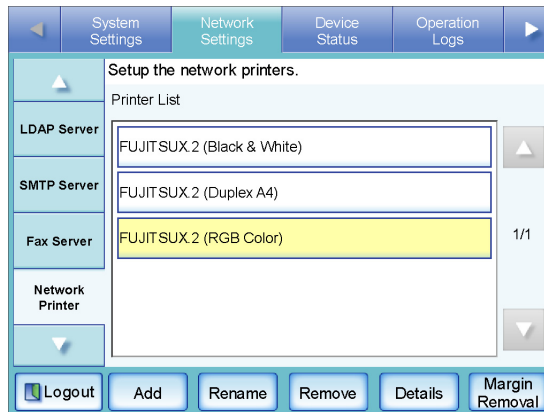 System Settings
Network Settings
Device Status
Operation Logs
Setup the network printers.
Printer List
LDAP Server
SMTP Server
Fax Server
Network Printer
FUJITSUX.2 (Black & White)
FUJITSUX.2 (Duplex A4)
FUJITSUX.2 (RGB Color)
1/1
Logout
Add
Rename
Remove
Details
Margin Removal